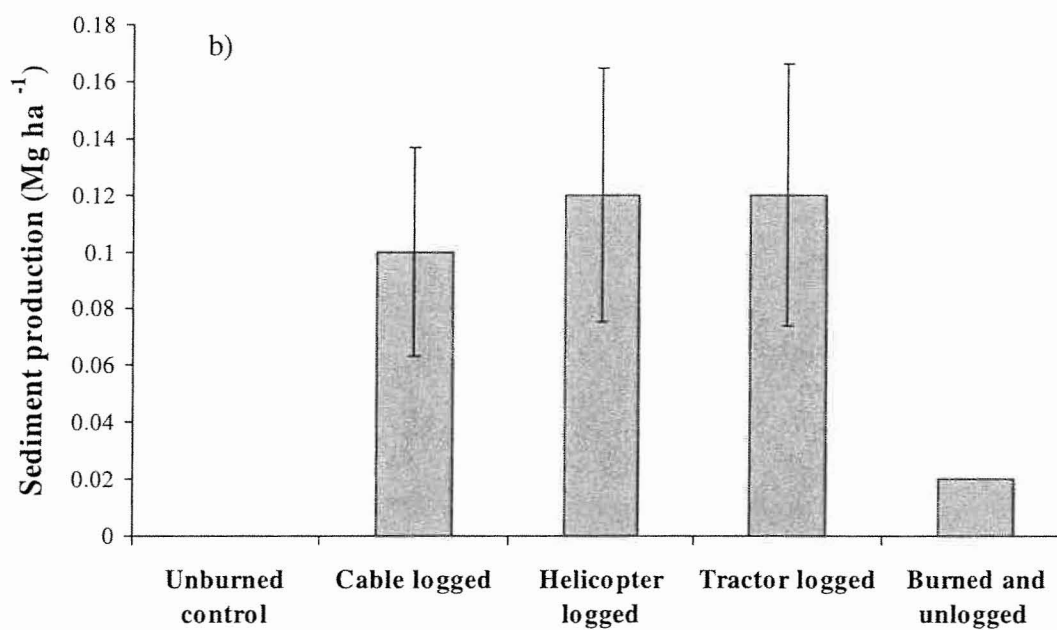 b)
Sediment production (Mg ha -1)
0.18
0.16
0.14
0.12
0.1
0.08
0.06
0.04
0.02
0
Unburned
control
Cable logged
Helicopter
logged
Tractor logged
Burned and
unlogged